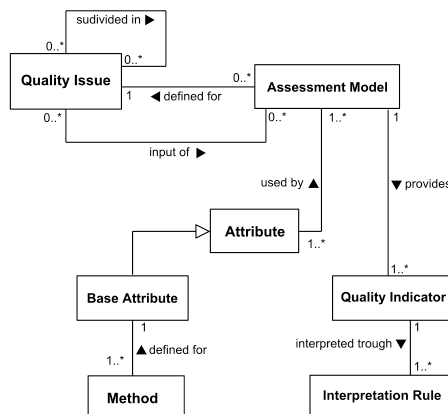 sudivided in ▶
0..*
0..*
Quality Issue
0..*
Assessment Model
1
◀ defined for
0..*
0..*
1..*
1
input of ▶
used by ▲
▼ provides
Attribute
1..*
1..*
Base Attribute
Quality Indicator
1
1
▲ defined for
interpreted trough ▼
1..*
1..*
Method
Interpretation Rule